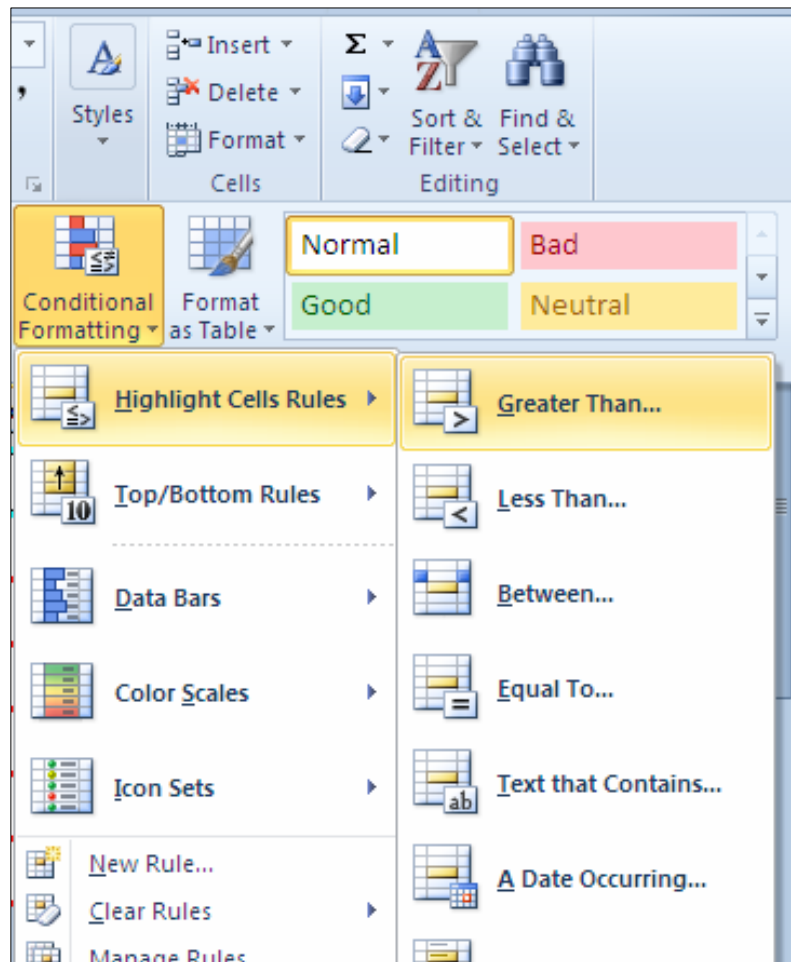 Insert
Delete
Format
Styles
Cells
Σ
Sort &
Filter
Find &
Select
Editing
Conditional
Formatting
Format
as Table
Normal
Bad
Good
Neutral
Highlight Cells Rules
Top/Bottom Rules
Data Bars
Color Scales
Icon Sets
New Rule...
Clear Rules
Manage Rules
Greater Than...
Less Than...
Between...
Equal To...
Text that Contains...
A Date Occurring...